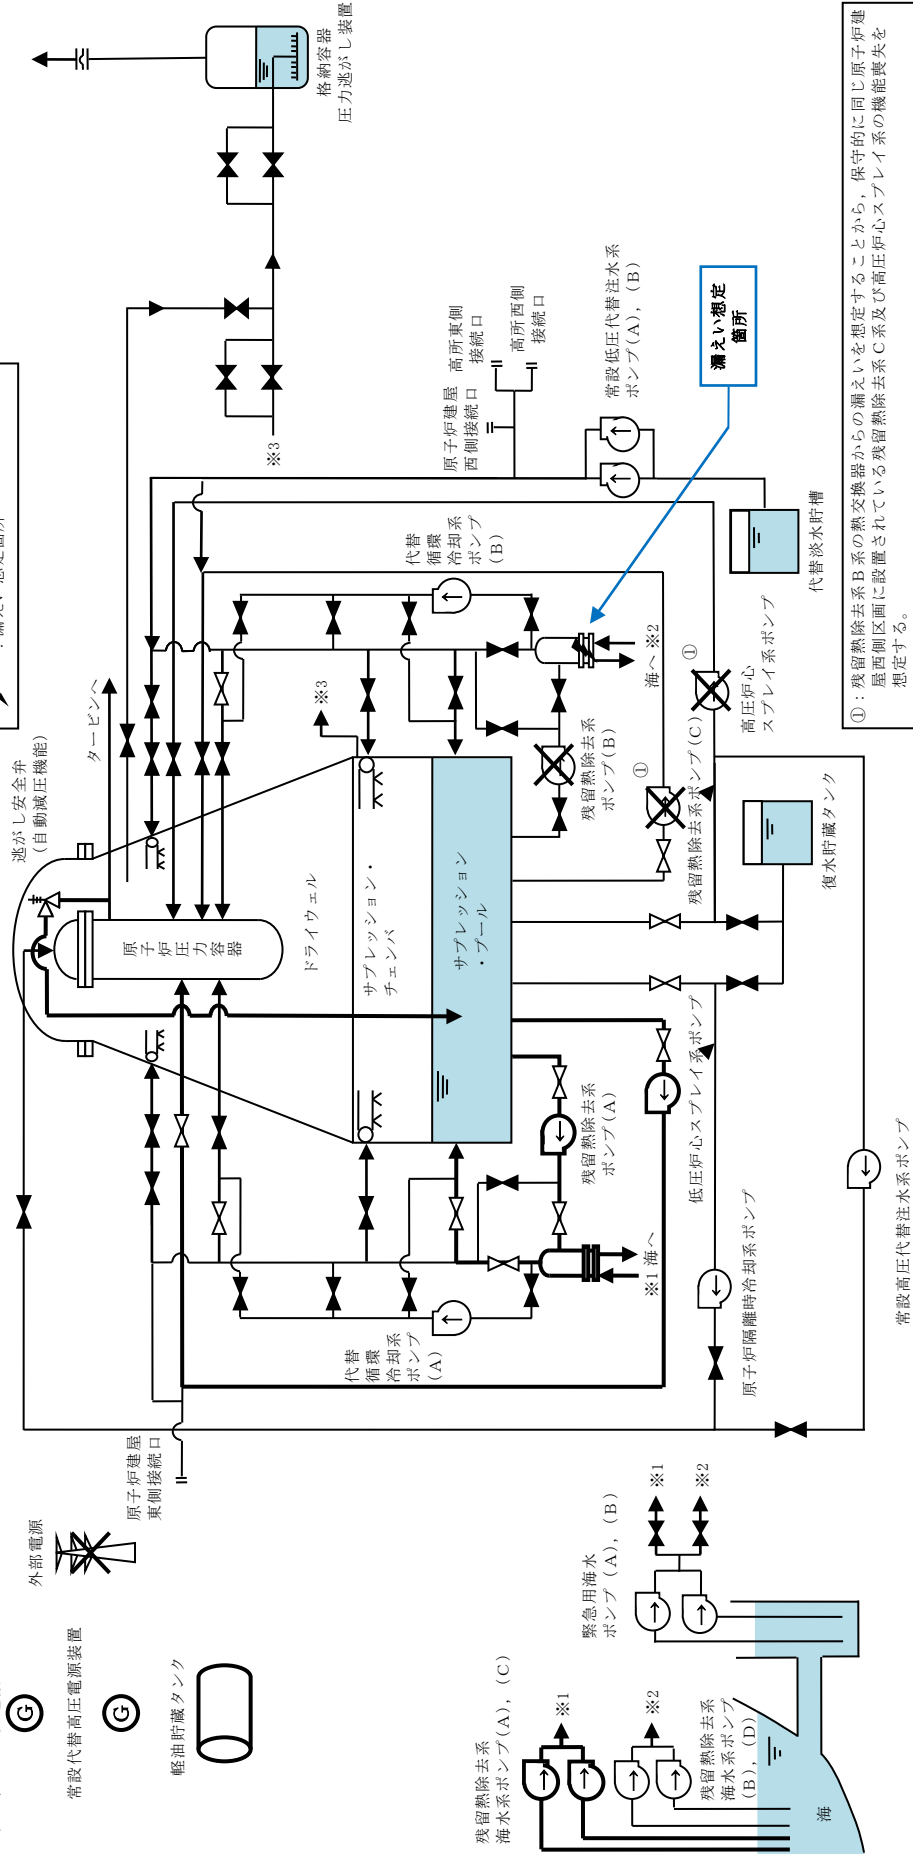 格納容器
圧力逃がし装置
※3
高所東側
接続口
高所西側
接続口
原子炉建屋
西側接続口
常設低圧代替注水系
ポンプ(A),(B)
漏えい想定
箇所
代替
循環
冷却系
ポンプ
(B)
代替淡水貯槽
※3
海へ ※2
タービンへ
逃がし安全弁
(自動減圧機能)
残留熱除去系
ポンプ(B)
①
①
残留熱除去系ポンプ(C)
高圧炉心
スプレイ系ポンプ
復水貯蔵タンク
原子炉圧力容器
ドライウェル
サプレッション・
チェンバ
サプレッション
・プール
残留熱除去系
ポンプ(A)
低圧炉心スプレイ系ポンプ
※1 海へ
原子炉隔離時冷却系ポンプ
常設高圧代替注水系ポンプ
代替
循環
冷却系
ポンプ
(A)
原子炉建屋
東側接続口
外部電源
常設代替高圧電源装置
G
G
軽油貯蔵タンク
緊急用海水
ポンプ(A),(B)
※1
※2
残留熱除去系
海水系ポンプ(A),(C)
※1
※2
残留熱除去系
海水系ポンプ
(B),(D)
海
①:残留熱除去系B系の熱交換器からの漏えいを想定することから，保守的に同じ原子炉建
屋西側区画に設置されている残留熱除去系C系及び高圧炉心スプレイ系の機能喪失を
想定する。